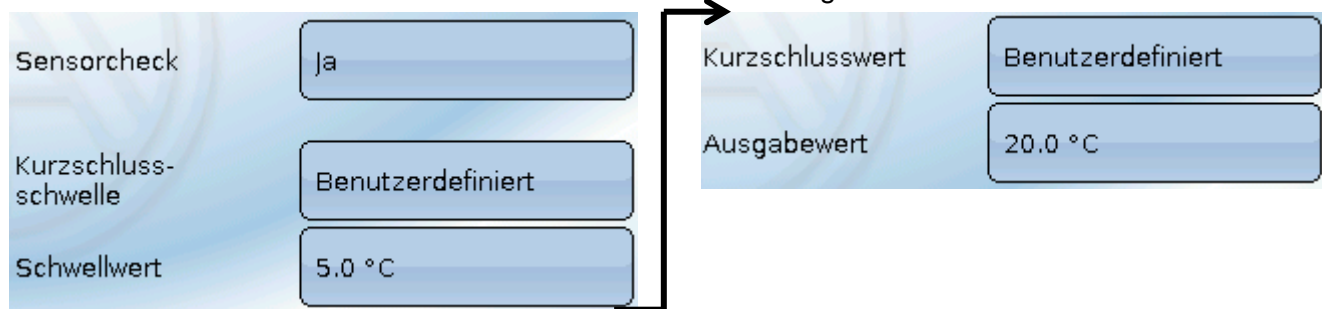 Sensorcheck
Ja
Kurzschluss-
schwelle
Benutzerdefiniert
Schwellwert
5.0 °C
Kurzschlusswert
Benutzerdefiniert
Ausgabewert
20.0 °C